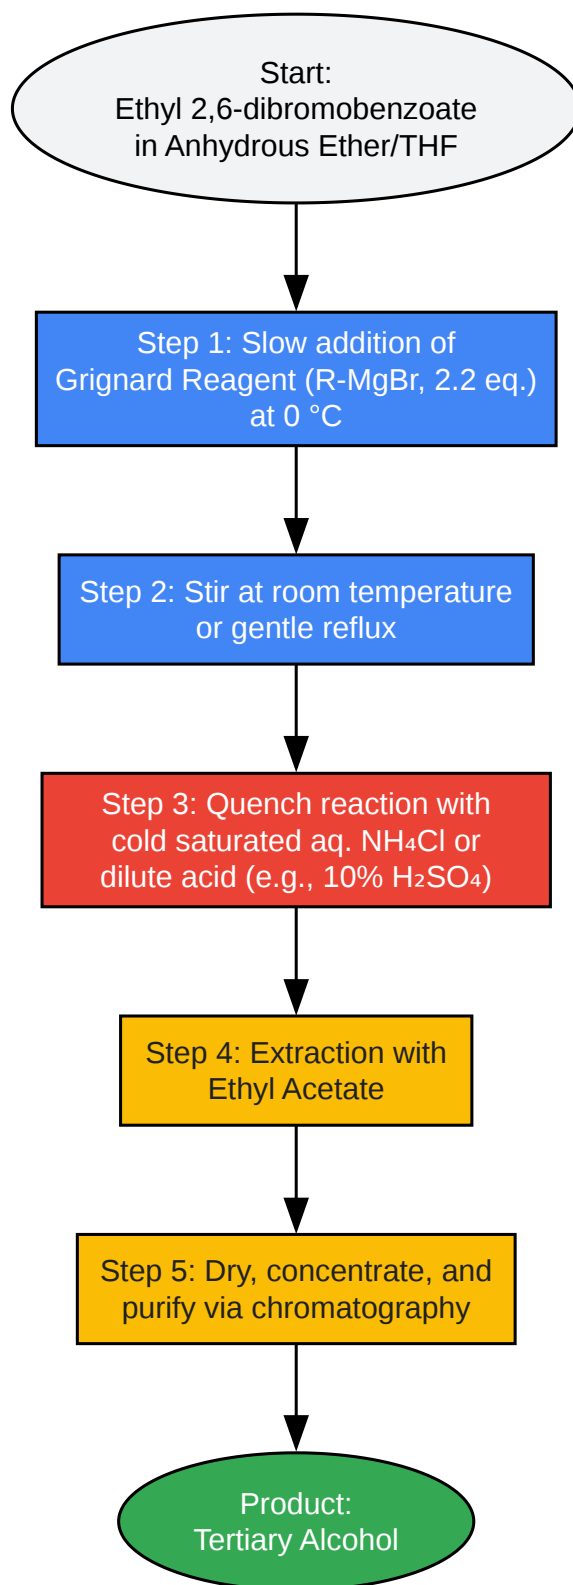 Start:
Ethyl 2,6-dibromobenzoate
in Anhydrous Ether/THF
Step 1: Slow addition of
Grignard Reagent (R-MgBr, 2.2 eq.)
at 0 °C
Step 2: Stir at room temperature
or gentle reflux
Step 3: Quench reaction with
cold saturated aq. NH₄Cl or
dilute acid (e.g., 10% H₂SO₄)
Step 4: Extraction with
Ethyl Acetate
Step 5: Dry, concentrate, and
purify via chromatography
Product:
Tertiary Alcohol